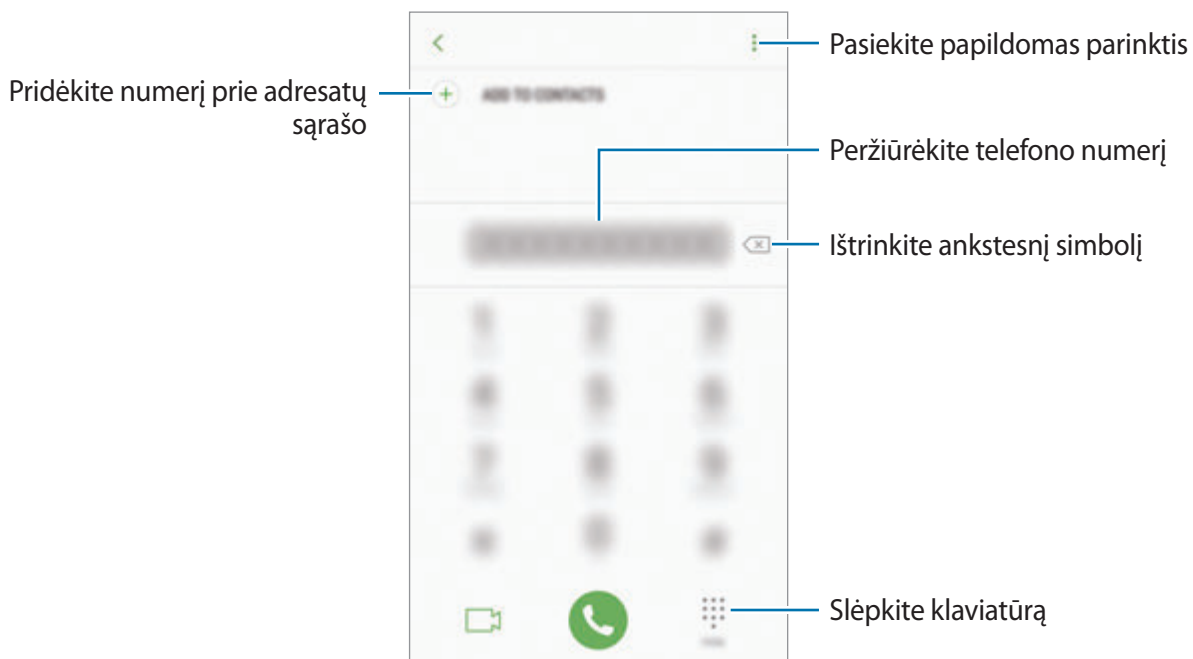 Pasiekite papildomas parinktis
Pridėkite numerį prie adresatų
sąrašo
ADD TO CONTACTS
Peržiūrėkite telefono numerį
Ištrinkite ankstesnį simbolį
Slėpkite klaviatūrą